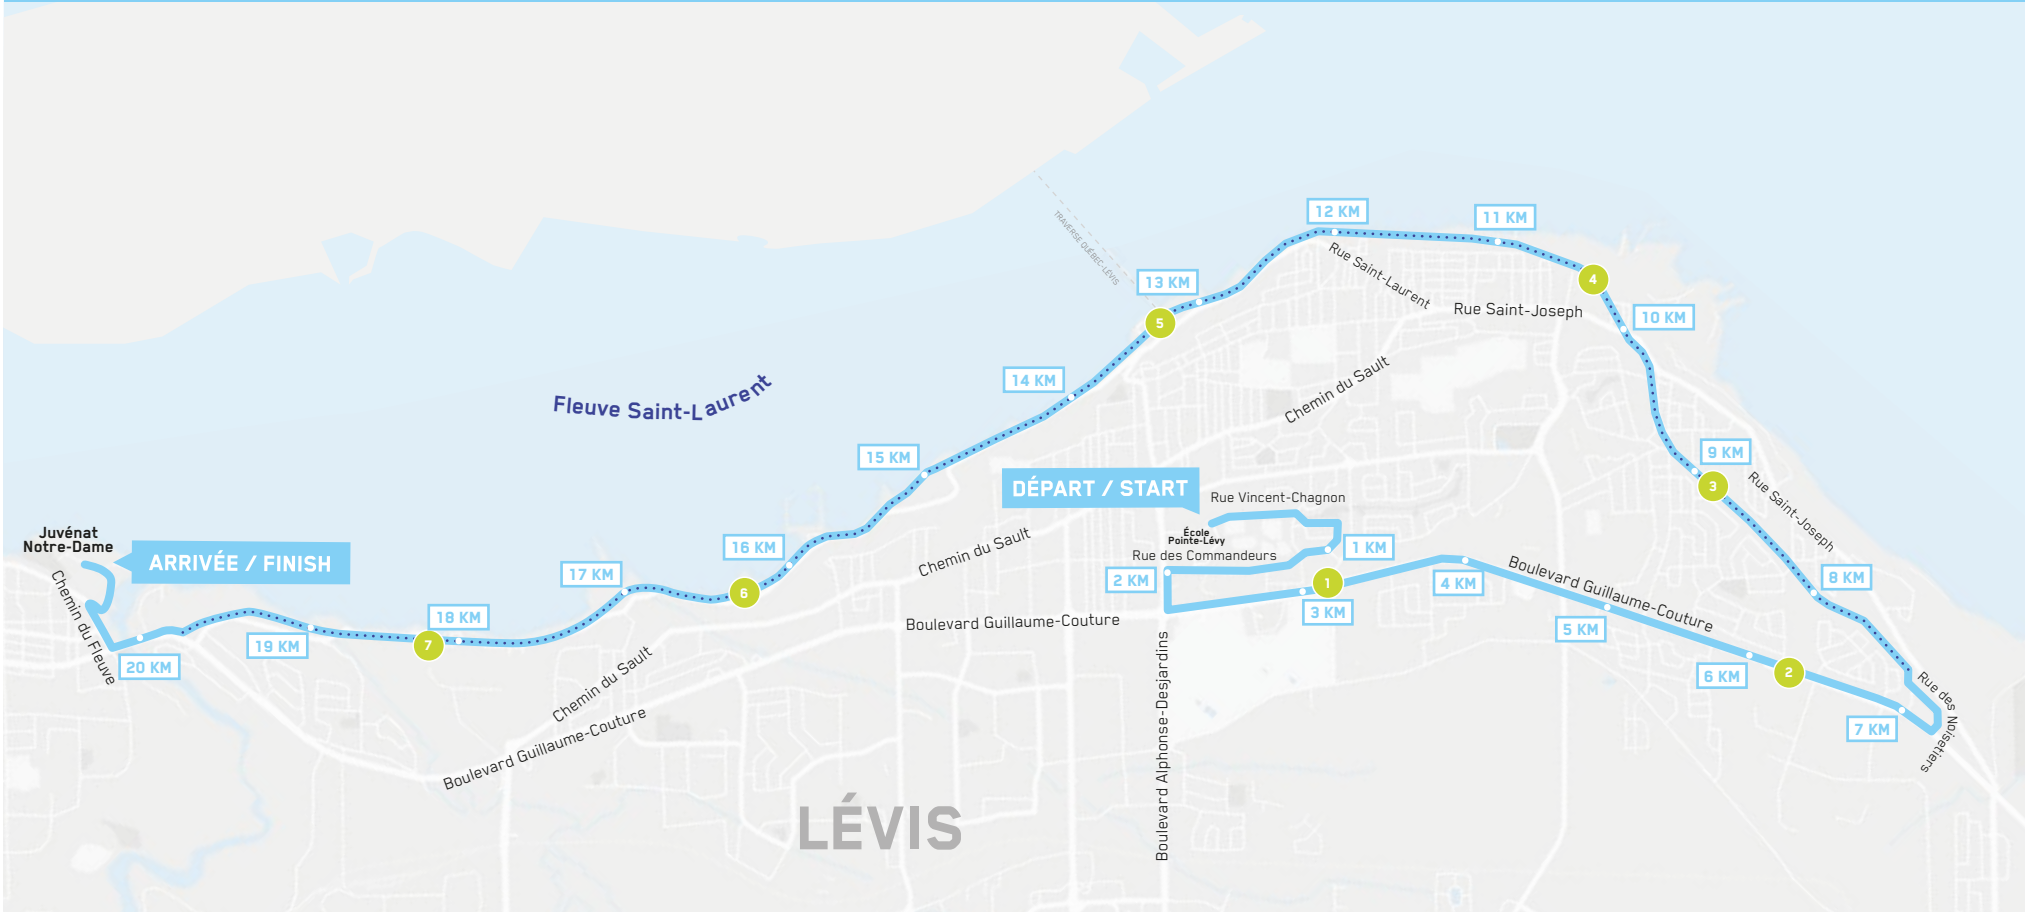 12 KM
11 KM
TRAVERSE QUÉBEC-LÉVIS
13 KM
Rue Saint-Laurent
4
Rue Saint-Joseph
10 KM
5
14 KM
Chemin du Sault
Fleuve Saint-Laurent
15 KM
9 KM
3
Rue Saint-Joseph
DÉPART / START
Rue Vincent-Chagnon
École
Pointe-Lévy
Rue des Commandeurs
1 KM
Juvénat
Notre-Dame
ARRIVÉE / FINISH
16 KM
Chemin du Sault
17 KM
2 KM
1
3 KM
4 KM
Boulevard Guillaume-Couture
8 KM
6
Chemin du Fleuve
18 KM
Boulevard Guillaume-Couture
5 KM
7
19 KM
20 KM
6 KM
2
Rue des Noisetiers
7 KM
Chemin du Sault
Boulevard Guillaume-Couture
Boulevard Alphonse-Desjardins
LÉVIS